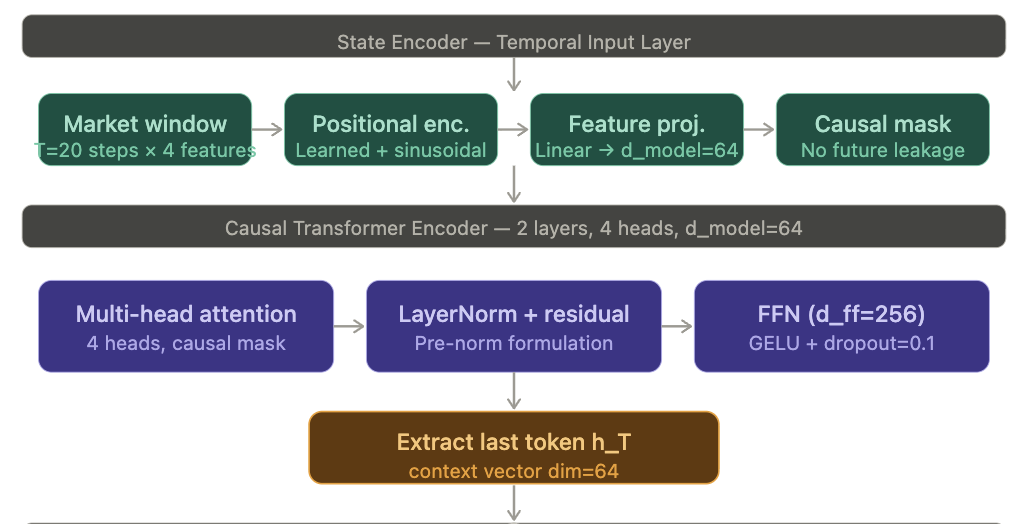 State Encoder — Temporal Input Layer
Market window
T=20 steps × 4 features
Positional enc.
Learned + sinusoidal
Feature proj.
Linear → d_model=64
Causal mask
No future leakage
Causal Transformer Encoder — 2 layers, 4 heads, d_model=64
Multi-head attention
4 heads, causal mask
LayerNorm + residual
Pre-norm formulation
FFN (d_ff=256)
GELU + dropout=0.1
Extract last token h_T
context vector dim=64